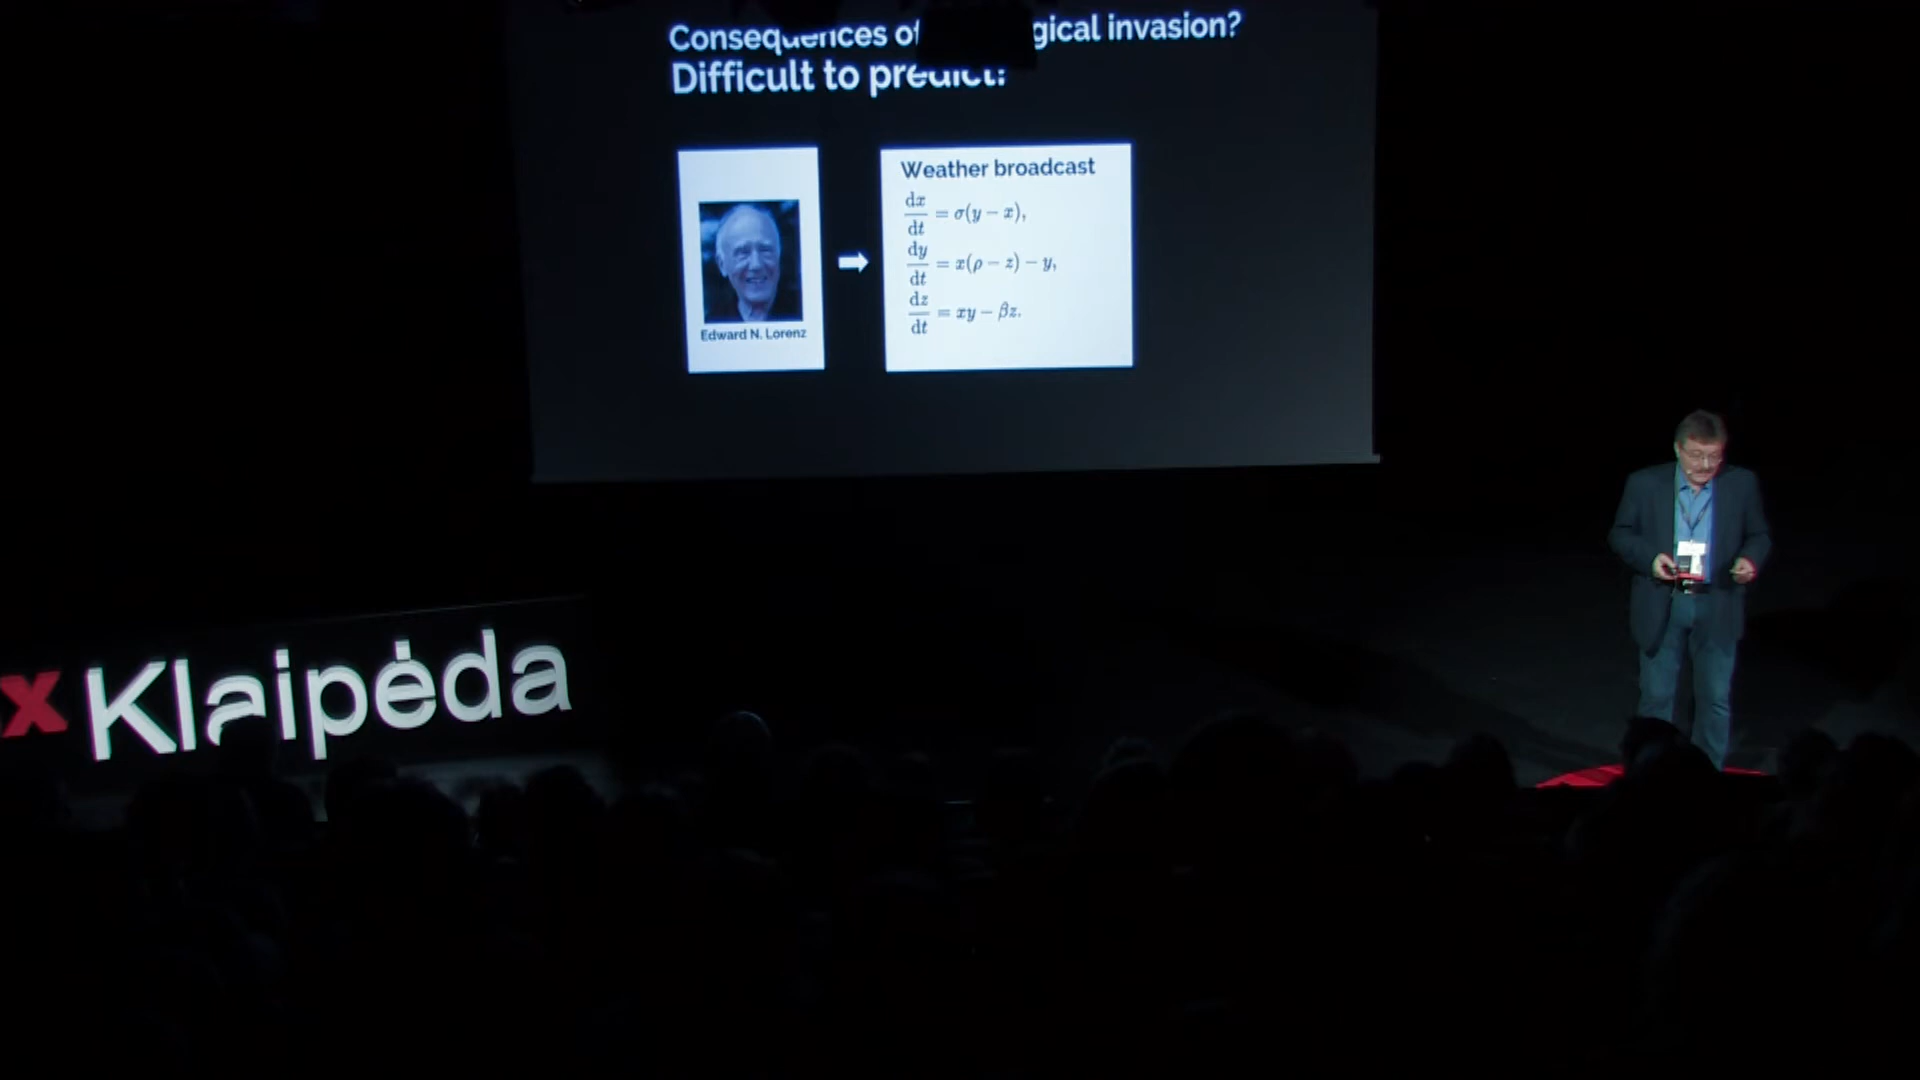 Consequences of gical invasion?
Difficult to predict!
Weather broadcast
dx/dt = σ(y − x),
dy/dt = x(ρ − z) − y,
dz/dt = xy − βz.
Edward N. Lorenz
x Klaipėda